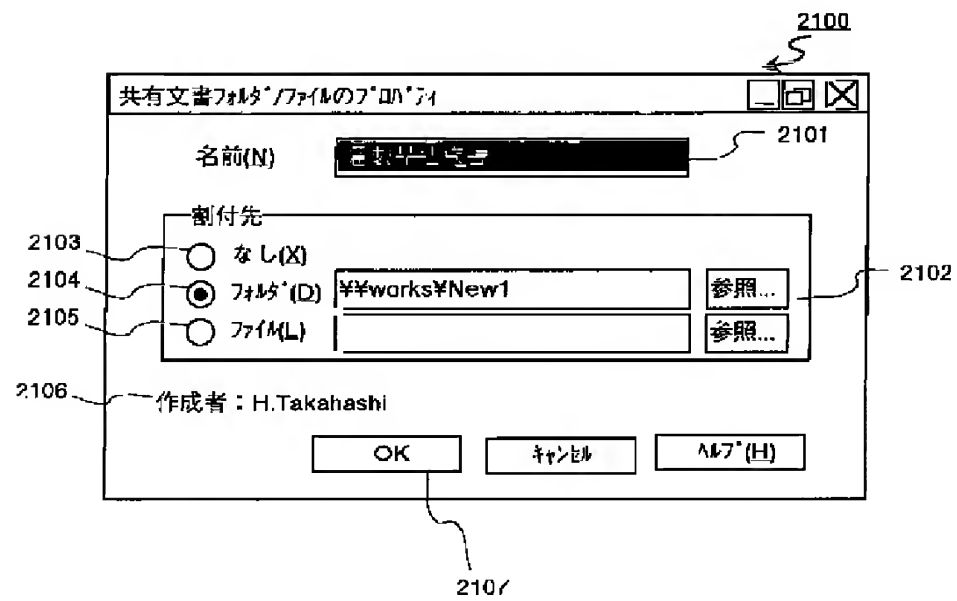 2100
共有文書ﾌｫﾙﾀﾞ/ﾌｧｲﾙのﾌﾟﾛﾊﾟﾃｨ
名前(N)
2101
割付先
2103
なし(X)
2104
ﾌｫﾙﾀﾞ(D) ¥¥works¥New1 参照...
2102
2105
ﾌｧｲﾙ(L) 参照...
2106
作成者：H.Takahashi
OK ｷｬﾝｾﾙ ﾍﾙﾌﾟ(H)
2107